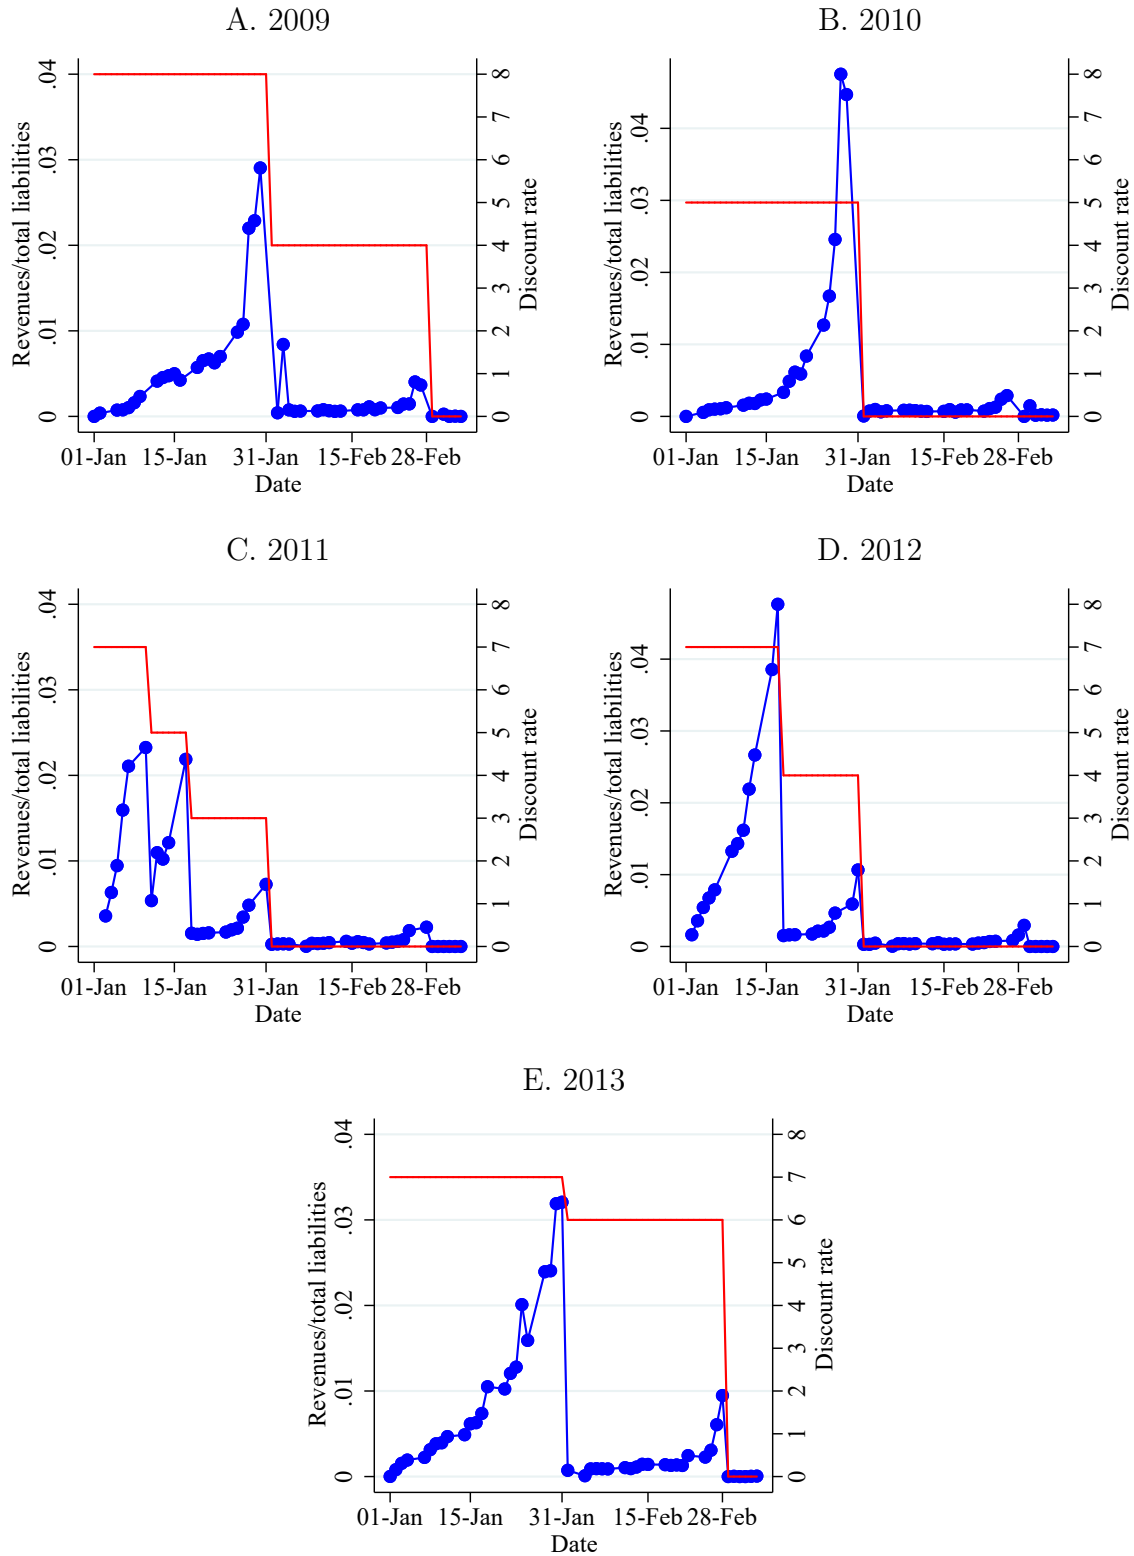 A. 2009
Revenues/total liabilities
0 .01 .02 .03 .04
Discount rate
0 1 2 3 4 5 6 7 8
01-Jan 15-Jan 31-Jan 15-Feb 28-Feb
Date
B. 2010
Revenues/total liabilities
0 .01 .02 .03 .04
Discount rate
0 1 2 3 4 5 6 7 8
01-Jan 15-Jan 31-Jan 15-Feb 28-Feb
Date
C. 2011
Revenues/total liabilities
0 .01 .02 .03 .04
Discount rate
0 1 2 3 4 5 6 7 8
01-Jan 15-Jan 31-Jan 15-Feb 28-Feb
Date
D. 2012
Revenues/total liabilities
0 .01 .02 .03 .04
Discount rate
0 1 2 3 4 5 6 7 8
01-Jan 15-Jan 31-Jan 15-Feb 28-Feb
Date
E. 2013
Revenues/total liabilities
0 .01 .02 .03 .04
Discount rate
0 1 2 3 4 5 6 7 8
01-Jan 15-Jan 31-Jan 15-Feb 28-Feb
Date